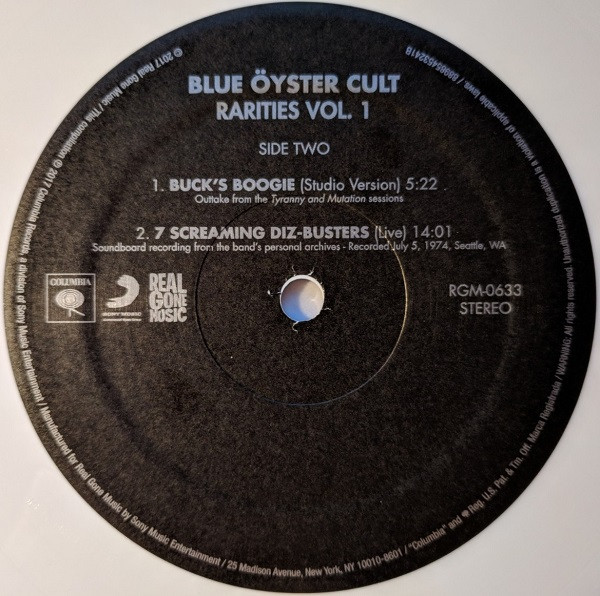 BLUE ÖYSTER CULT
RARITIES VOL. 1
SIDE TWO
1. BUCK'S BOOGIE (Studio Version) 5:22
Outtake from the Tyranny and Mutation sessions
2. 7 SCREAMING DIZ-BUSTERS (Live) 14:01
Soundboard recording from the band's personal archives - Recorded July 5, 1974, Seattle, WA
COLUMBIA
SONY MUSIC
REAL
GONE
MUSIC
RGM-0633
STEREO
© 2017 Real Gone Music / This compilation ℗ 2017 Columbia Records, a division of Sony Music Entertainment / Manufactured for Real Gone Music by Sony Music Entertainment / 25 Madison Avenue, New York, NY 10010-8601 / "Columbia" and Reg. U.S. Pat. & Tm. Off. Marca Registrada / WARNING: All rights reserved. Unauthorized duplication is a violation of applicable laws. / 88985453241B